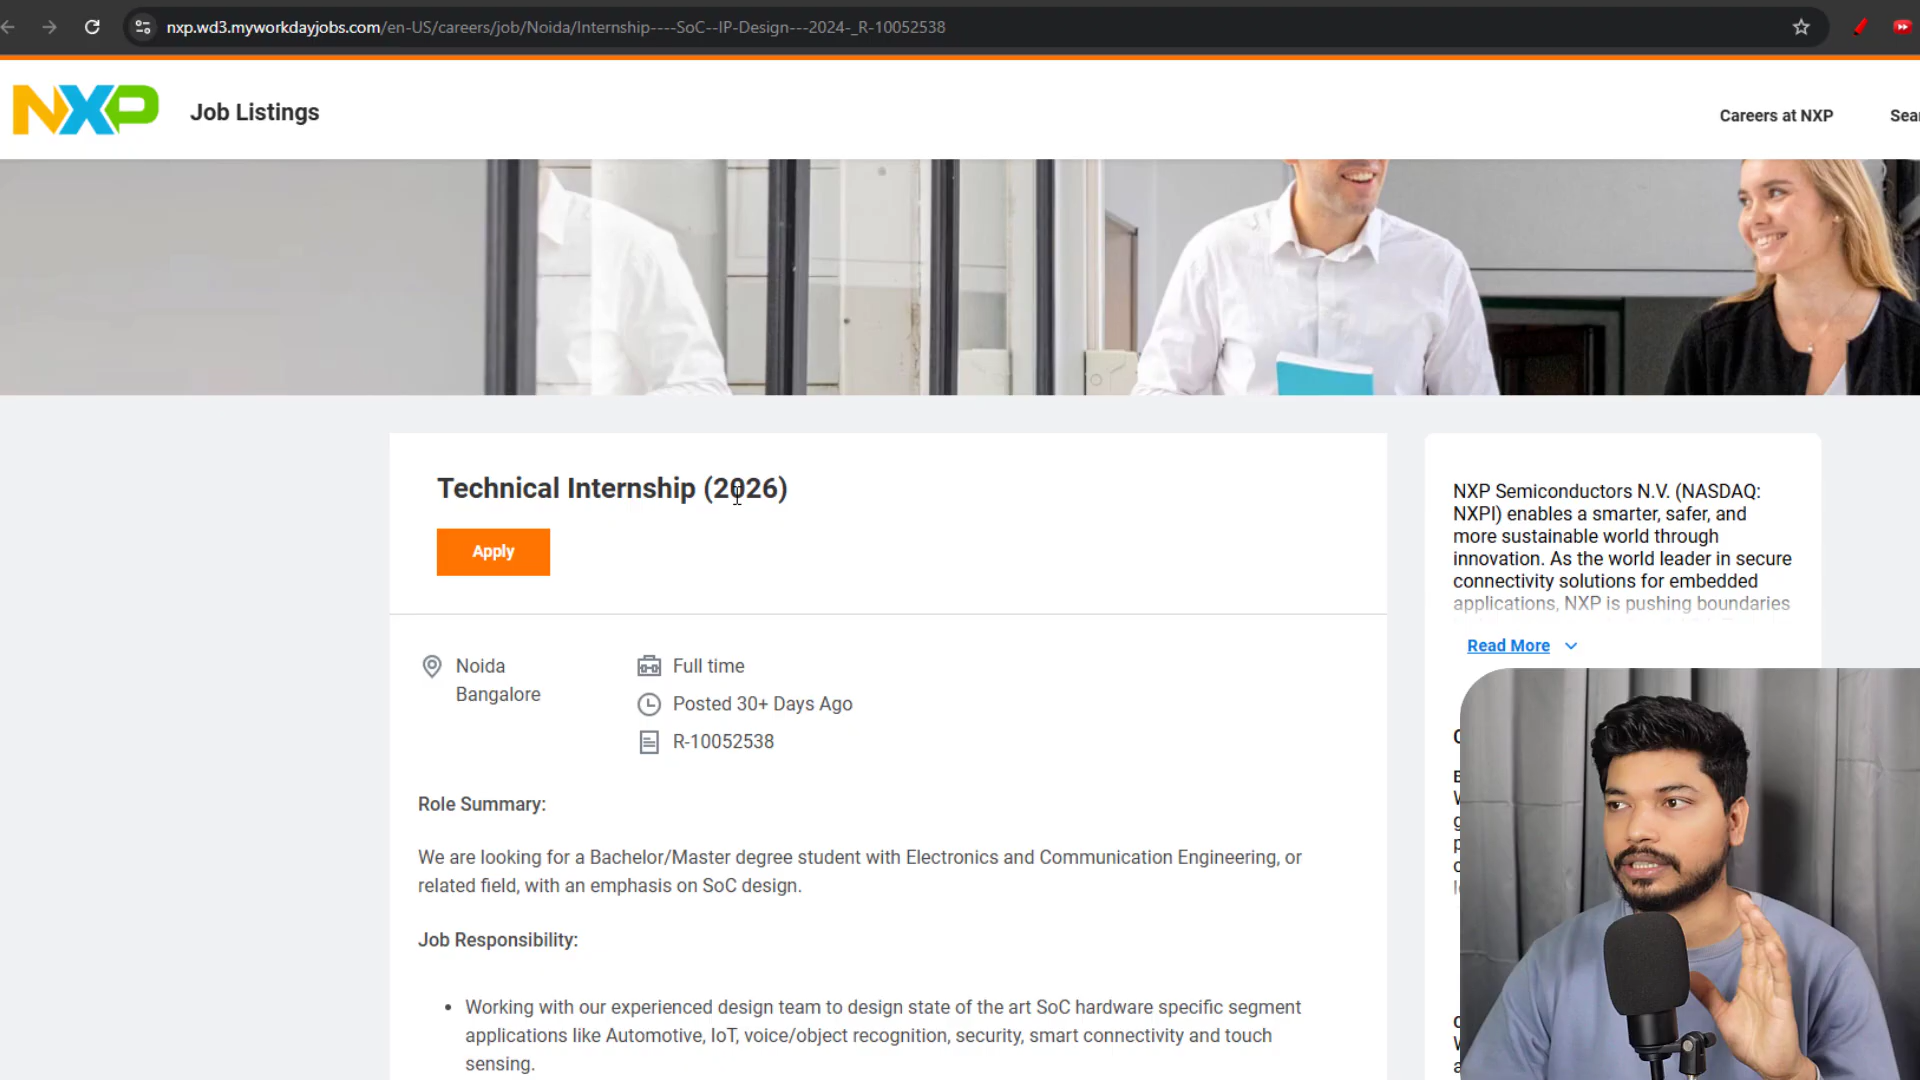 nxp.wd3.myworkdayjobs.com/en-US/careers/job/Noida/Internship----SoC--IP-Design---2024-_R-10052538
NXP
Job Listings
Careers at NXP
Technical Internship (2026)
Apply
Noida
Bangalore
Full time
Posted 30+ Days Ago
R-10052538
Role Summary:
We are looking for a Bachelor/Master degree student with Electronics and Communication Engineering, or
related field, with an emphasis on SoC design.
Job Responsibility:
• Working with our experienced design team to design state of the art SoC hardware specific segment
applications like Automotive, IoT, voice/object recognition, security, smart connectivity and touch
sensing.
NXP Semiconductors N.V. (NASDAQ:
NXPI) enables a smarter, safer, and
more sustainable world through
innovation. As the world leader in secure
connectivity solutions for embedded
applications, NXP is pushing boundaries
Read More